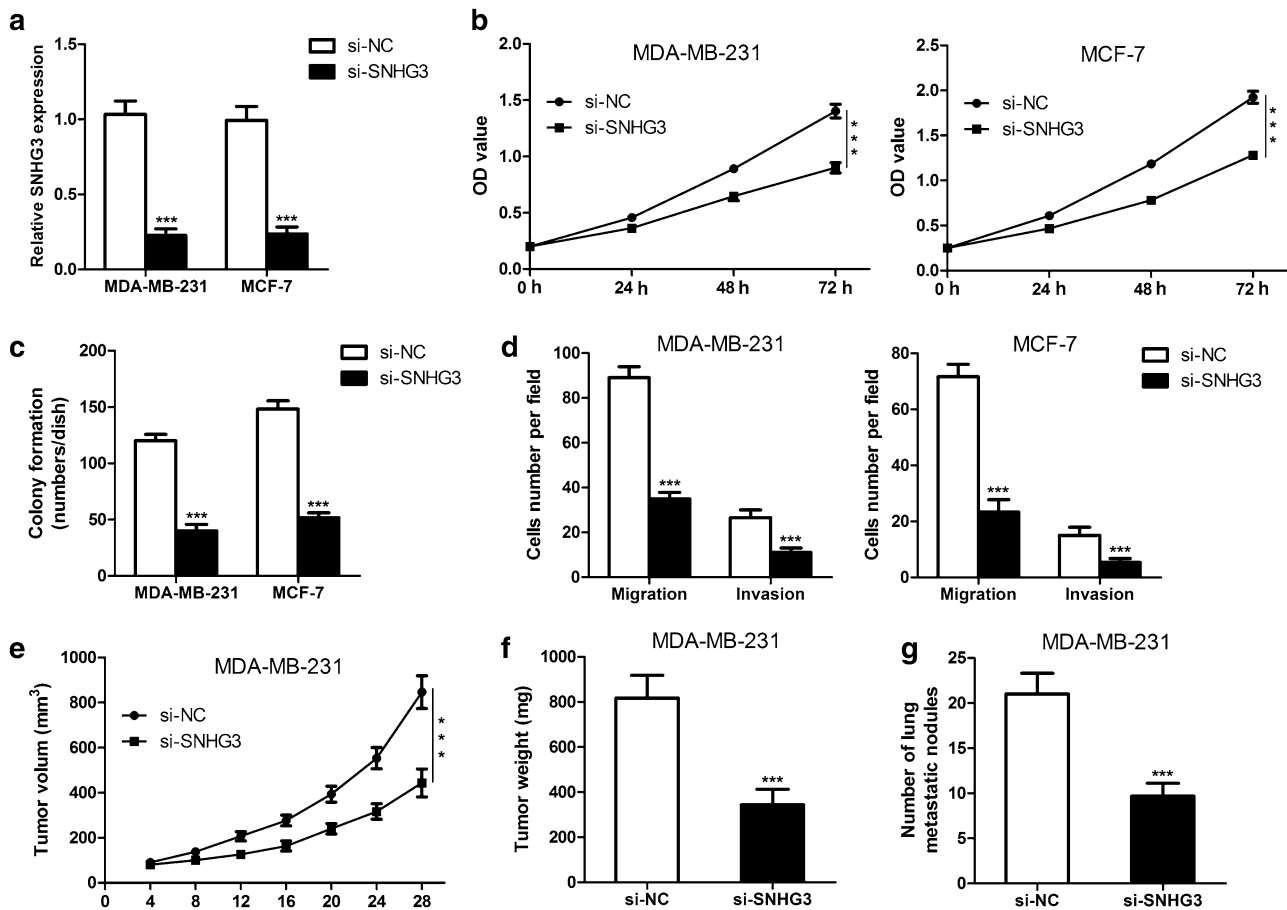 a
Relative SNHG3 expression
1.5
1.0
0.5
0.0
si-NC
si-SNHG3
***
***
MDA-MB-231
MCF-7
b
MDA-MB-231
OD value
2.0
1.5
1.0
0.5
0.0
si-NC
si-SNHG3
***
0 h
24 h
48 h
72 h
MCF-7
OD value
2.5
2.0
1.5
1.0
0.5
0.0
si-NC
si-SNHG3
***
0 h
24 h
48 h
72 h
c
Colony formation
(numbers/dish)
200
150
100
50
0
si-NC
si-SNHG3
***
***
MDA-MB-231
MCF-7
d
MDA-MB-231
Cells number per field
100
80
60
40
20
0
***
***
Migration
Invasion
MCF-7
Cells number per field
80
60
40
20
0
si-NC
si-SNHG3
***
***
Migration
Invasion
e
MDA-MB-231
Tumor volum (mm³)
1000
800
600
400
200
0
si-NC
si-SNHG3
***
0
4
8
12
16
20
24
28
f
MDA-MB-231
Tumor weight (mg)
1000
800
600
400
200
0
***
si-NC
si-SNHG3
g
MDA-MB-231
Number of lung
metastatic nodules
25
20
15
10
5
0
***
si-NC
si-SNHG3